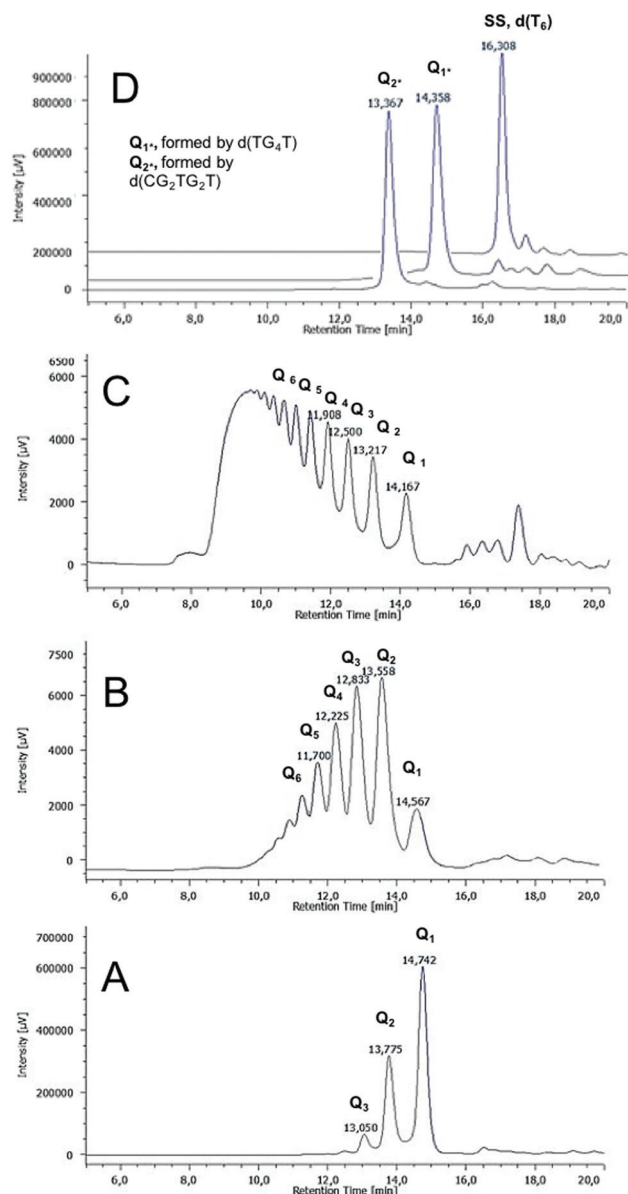 SS, d(T6)
16,308
Q2*
Q1*
13,367
14,358
D
Q1*, formed by d(TG4T)
Q2*, formed by
d(CG2TG2T)
Intensity [µV]
900000
800000
600000
400000
200000
0
6,0 8,0 10,0 12,0 14,0 16,0 18,0 20,0
Retention Time [min]
C
Q 6 Q 5 Q 4 Q 3 Q 2 Q 1
11,908
12,500
13,217
14,167
Intensity [µV]
6500
6000
4000
2000
0
6,0 8,0 10,0 12,0 14,0 16,0 18,0 20,0
Retention Time [min]
B
Q6 Q5 Q4 Q3 Q2 Q1
11,700
12,225
12,833
13,558
14,567
Intensity [µV]
7500
6000
4000
2000
0
6,0 8,0 10,0 12,0 14,0 16,0 18,0 20,0
Retention Time [min]
A
Q3 Q2 Q1
13,050
13,775
14,742
Intensity [µV]
700000
600000
400000
200000
0
6,0 8,0 10,0 12,0 14,0 16,0 18,0 20,0
Retention Time [min]